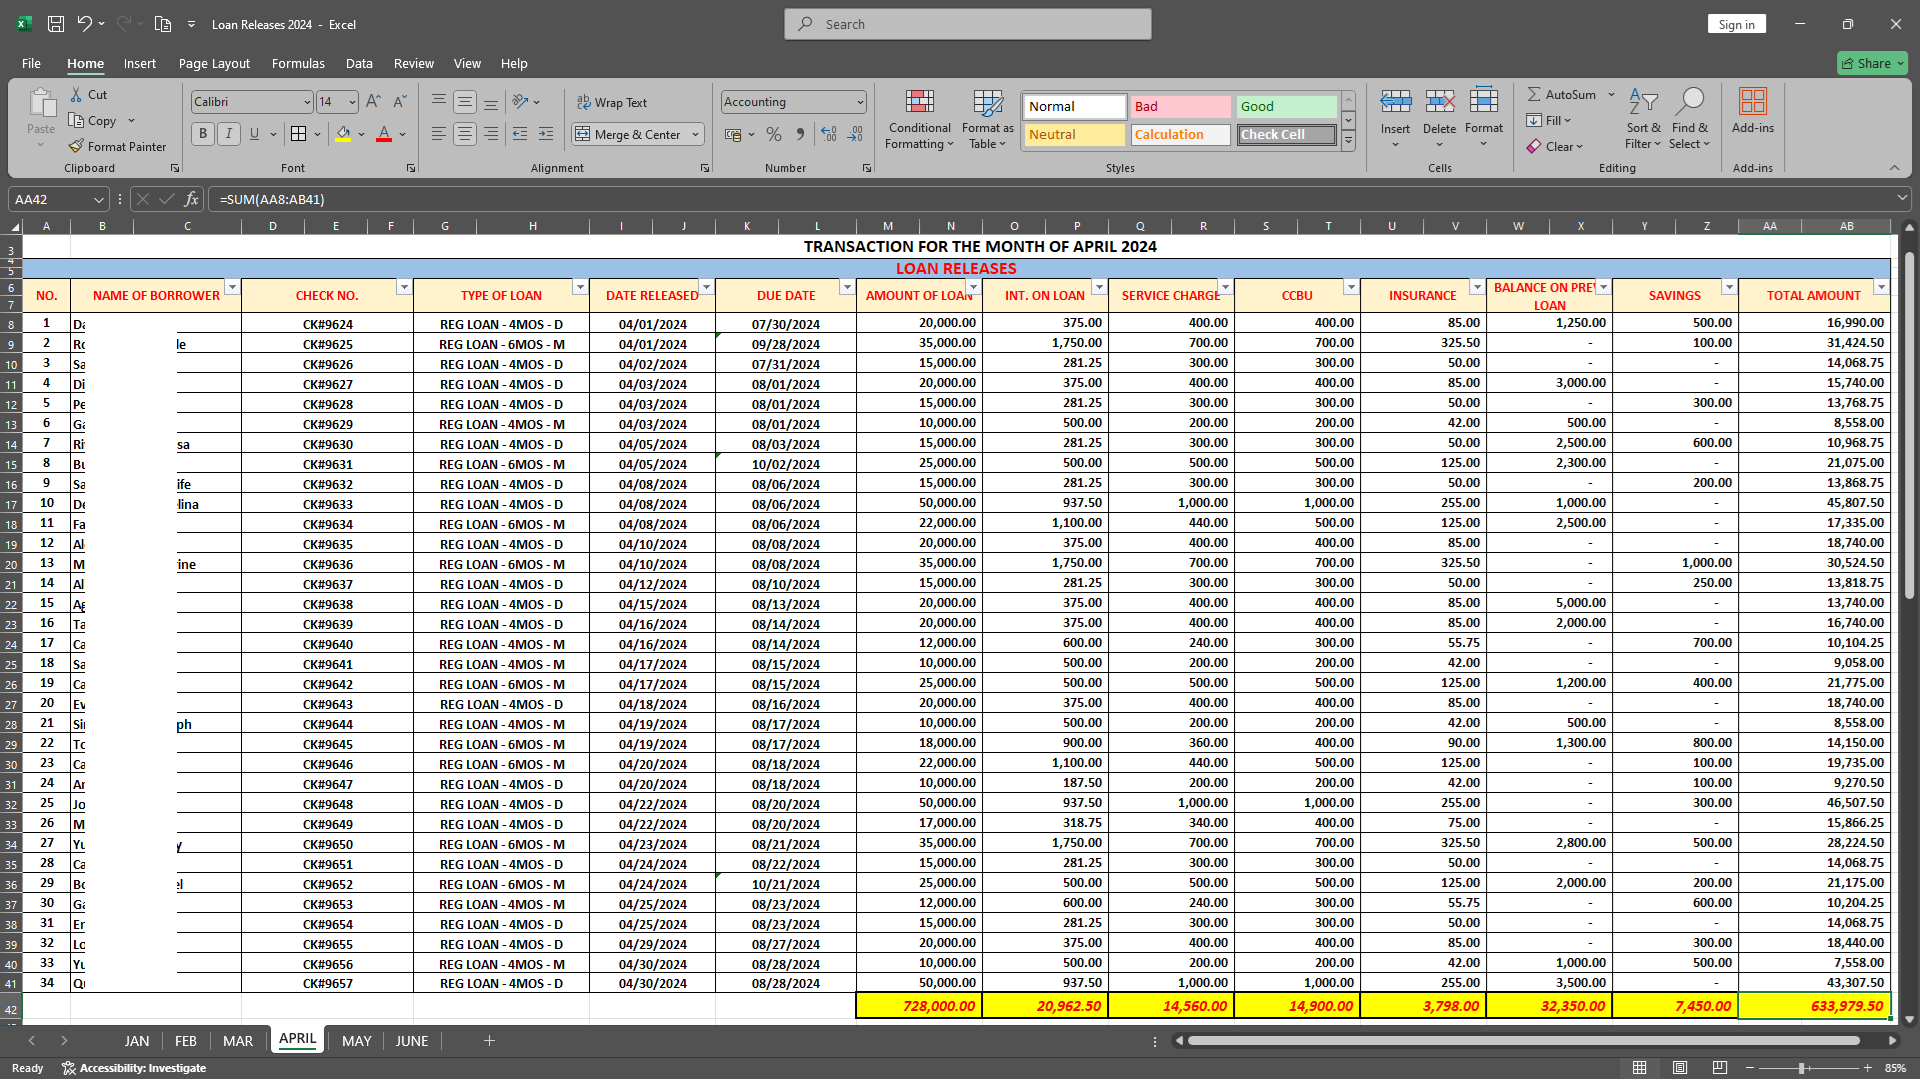 Loan Releases 2024 - Excel
Search
Sign in
File Home Insert Page Layout Formulas Data Review View Help
Share
Paste
Cut
Copy
Format Painter
Calibri 14
B I U
Wrap Text
Merge & Center
Accounting
Conditional Formatting
Format as Table
Normal Bad Good
Neutral Calculation Check Cell
Insert Delete Format
AutoSum
Fill
Clear
Sort & Filter
Find & Select
Add-ins
Clipboard Font Alignment Number Styles Cells Editing Add-ins
AA42 fx =SUM(AA8:AB41)
A B C D E F G H I J K L M N O P Q R S T U V W X Y Z AA AB
3 TRANSACTION FOR THE MONTH OF APRIL 2024
4
5 LOAN RELEASES
6 NO. NAME OF BORROWER CHECK NO. TYPE OF LOAN DATE RELEASED DUE DATE AMOUNT OF LOAN INT. ON LOAN SERVICE CHARGE CCBU INSURANCE BALANCE ON PREV LOAN SAVINGS TOTAL AMOUNT
7
8 1 Da CK#9624 REG LOAN - 4MOS - D 04/01/2024 07/30/2024 20,000.00 375.00 400.00 400.00 85.00 1,250.00 500.00 16,990.00
9 2 Ro le CK#9625 REG LOAN - 6MOS - M 04/01/2024 09/28/2024 35,000.00 1,750.00 700.00 700.00 325.50 - 100.00 31,424.50
10 3 Sa CK#9626 REG LOAN - 4MOS - D 04/02/2024 07/31/2024 15,000.00 281.25 300.00 300.00 50.00 - - 14,068.75
11 4 Di CK#9627 REG LOAN - 4MOS - D 04/03/2024 08/01/2024 20,000.00 375.00 400.00 400.00 85.00 3,000.00 - 15,740.00
12 5 Pe CK#9628 REG LOAN - 4MOS - D 04/03/2024 08/01/2024 15,000.00 281.25 300.00 300.00 50.00 - 300.00 13,768.75
13 6 Ga CK#9629 REG LOAN - 4MOS - M 04/03/2024 08/01/2024 10,000.00 500.00 200.00 200.00 42.00 500.00 - 8,558.00
14 7 Ri sa CK#9630 REG LOAN - 4MOS - D 04/05/2024 08/03/2024 15,000.00 281.25 300.00 300.00 50.00 2,500.00 600.00 10,968.75
15 8 Bu CK#9631 REG LOAN - 6MOS - M 04/05/2024 10/02/2024 25,000.00 500.00 500.00 500.00 125.00 2,300.00 - 21,075.00
16 9 Sa ife CK#9632 REG LOAN - 4MOS - D 04/08/2024 08/06/2024 15,000.00 281.25 300.00 300.00 50.00 - 200.00 13,868.75
17 10 De lina CK#9633 REG LOAN - 4MOS - D 04/08/2024 08/06/2024 50,000.00 937.50 1,000.00 1,000.00 255.00 1,000.00 - 45,807.50
18 11 Fa CK#9634 REG LOAN - 6MOS - M 04/08/2024 08/06/2024 22,000.00 1,100.00 440.00 500.00 125.00 2,500.00 - 17,335.00
19 12 Al CK#9635 REG LOAN - 4MOS - D 04/10/2024 08/08/2024 20,000.00 375.00 400.00 400.00 85.00 - - 18,740.00
20 13 M rine CK#9636 REG LOAN - 6MOS - M 04/10/2024 08/08/2024 35,000.00 1,750.00 700.00 700.00 325.50 - 1,000.00 30,524.50
21 14 Al CK#9637 REG LOAN - 4MOS - D 04/12/2024 08/10/2024 15,000.00 281.25 300.00 300.00 50.00 - 250.00 13,818.75
22 15 Ag CK#9638 REG LOAN - 4MOS - D 04/15/2024 08/13/2024 20,000.00 375.00 400.00 400.00 85.00 5,000.00 - 13,740.00
23 16 Ta CK#9639 REG LOAN - 4MOS - D 04/16/2024 08/14/2024 20,000.00 375.00 400.00 400.00 85.00 2,000.00 - 16,740.00
24 17 Ca CK#9640 REG LOAN - 4MOS - M 04/16/2024 08/14/2024 12,000.00 600.00 240.00 300.00 55.75 - 700.00 10,104.25
25 18 Sa CK#9641 REG LOAN - 4MOS - M 04/17/2024 08/15/2024 10,000.00 500.00 200.00 200.00 42.00 - - 9,058.00
26 19 Ca CK#9642 REG LOAN - 6MOS - M 04/17/2024 08/15/2024 25,000.00 500.00 500.00 500.00 125.00 1,200.00 400.00 21,775.00
27 20 Ev CK#9643 REG LOAN - 4MOS - D 04/18/2024 08/16/2024 20,000.00 375.00 400.00 400.00 85.00 - - 18,740.00
28 21 Si ph CK#9644 REG LOAN - 4MOS - M 04/19/2024 08/17/2024 10,000.00 500.00 200.00 200.00 42.00 500.00 - 8,558.00
29 22 To CK#9645 REG LOAN - 6MOS - M 04/19/2024 08/17/2024 18,000.00 900.00 360.00 400.00 90.00 1,300.00 800.00 14,150.00
30 23 Ca CK#9646 REG LOAN - 6MOS - M 04/20/2024 08/18/2024 22,000.00 1,100.00 440.00 500.00 125.00 - 100.00 19,735.00
31 24 Ar CK#9647 REG LOAN - 4MOS - D 04/20/2024 08/18/2024 10,000.00 187.50 200.00 200.00 42.00 - 100.00 9,270.50
32 25 Jo CK#9648 REG LOAN - 4MOS - D 04/22/2024 08/20/2024 50,000.00 937.50 1,000.00 1,000.00 255.00 - 300.00 46,507.50
33 26 M CK#9649 REG LOAN - 4MOS - D 04/22/2024 08/20/2024 17,000.00 318.75 340.00 400.00 75.00 - - 15,866.25
34 27 Yu y CK#9650 REG LOAN - 6MOS - M 04/23/2024 08/21/2024 35,000.00 1,750.00 700.00 700.00 325.50 2,800.00 500.00 28,224.50
35 28 Ca CK#9651 REG LOAN - 4MOS - D 04/24/2024 08/22/2024 15,000.00 281.25 300.00 300.00 50.00 - - 14,068.75
36 29 Bo el CK#9652 REG LOAN - 6MOS - M 04/24/2024 10/21/2024 25,000.00 500.00 500.00 500.00 125.00 2,000.00 200.00 21,175.00
37 30 Ga CK#9653 REG LOAN - 4MOS - M 04/25/2024 08/23/2024 12,000.00 600.00 240.00 300.00 55.75 - 600.00 10,204.25
38 31 Er CK#9654 REG LOAN - 4MOS - D 04/25/2024 08/23/2024 15,000.00 281.25 300.00 300.00 50.00 - - 14,068.75
39 32 Lo CK#9655 REG LOAN - 4MOS - D 04/29/2024 08/27/2024 20,000.00 375.00 400.00 400.00 85.00 - 300.00 18,440.00
40 33 Yu CK#9656 REG LOAN - 4MOS - M 04/30/2024 08/28/2024 10,000.00 500.00 200.00 200.00 42.00 1,000.00 500.00 7,558.00
41 34 Qu CK#9657 REG LOAN - 4MOS - D 04/30/2024 08/28/2024 50,000.00 937.50 1,000.00 1,000.00 255.00 3,500.00 - 43,307.50
42 728,000.00 20,962.50 14,560.00 14,900.00 3,798.00 32,350.00 7,450.00 633,979.50
JAN FEB MAR APRIL MAY JUNE
Ready Accessibility: Investigate 85%